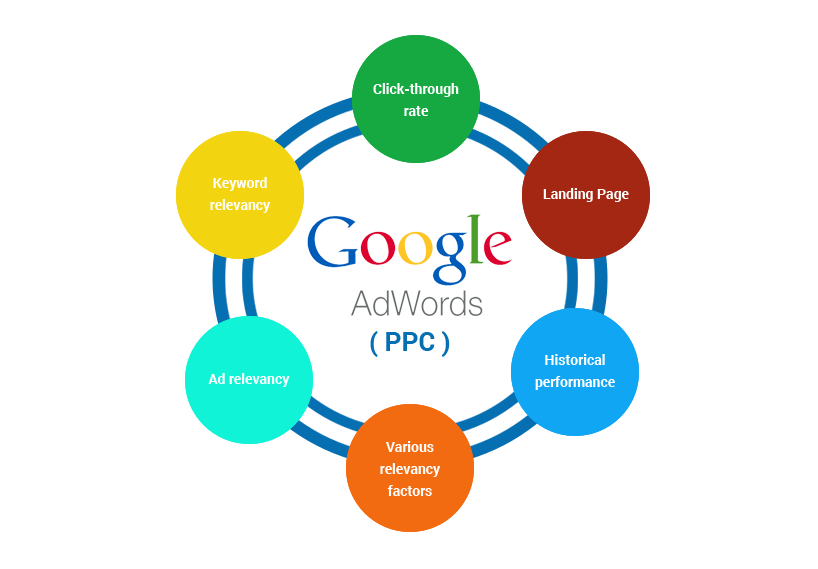 Click-through
rate
Keyword
relevancy
Landing Page
Google
AdWords
( PPC )
Ad relevancy
Historical
performance
Various
relevancy
factors